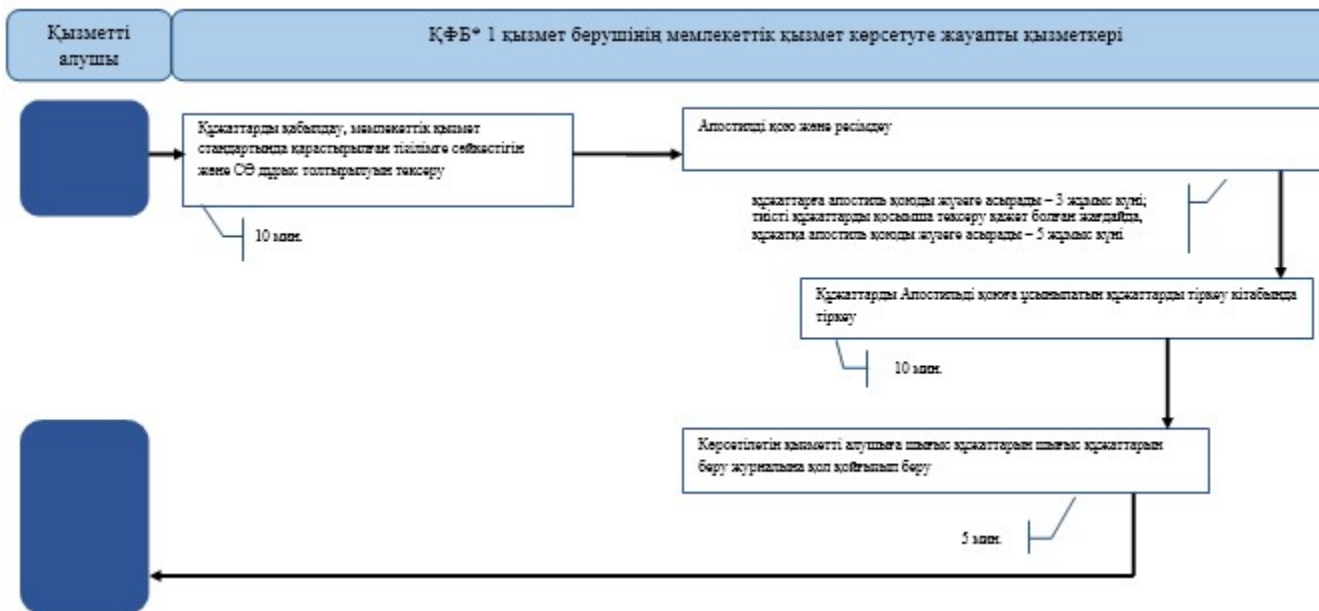 Қызметті
алушы
ҚФБ* 1 қызмет берушінің мемлекеттік қызмет көрсетуге жауапты қызметкері
Құжаттарды қабылдау, мемлекеттік қызмет
стандартында қарастырылған тізілімге сәйкестігін
және СӨ дұрыс толтырылуын тексеру
10 мин.
Апостилді қою және ресімдеу
құжаттарға апостиль қоюды жүзеге асырады – 3 жұмыс күні;
тиісті құжаттарды қосымша тексеру қажет болған жағдайда,
құжатқа апостиль қоюды жүзеге асырады – 5 жұмыс күні
Құжаттарды Апостильді қоюға ұсынылатын құжаттарды тіркеу кітабында
тіркеу
10 мин.
Көрсетілетін қызметті алушыға шығыс құжаттарын шығыс құжаттарын
беру журналына қол қойғызып беру
5 мин.